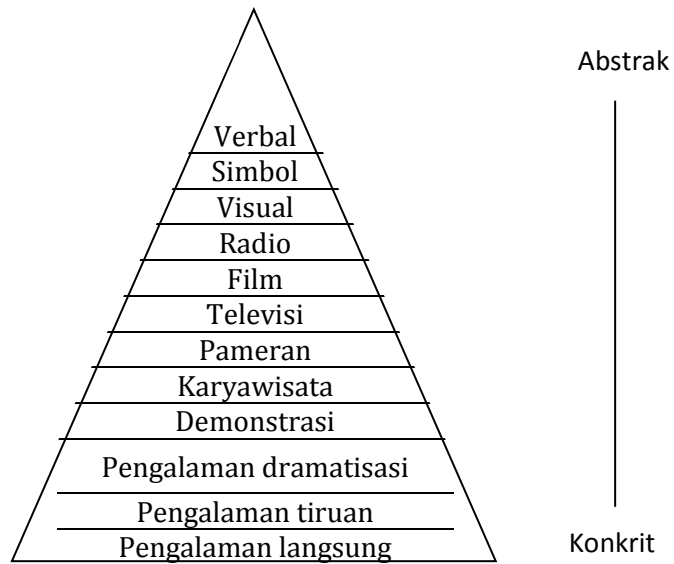 Abstrak
Verbal
Simbol
Visual
Radio
Film
Televisi
Pameran
Karyawisata
Demonstrasi
Pengalaman dramatisasi
Pengalaman tiruan
Pengalaman langsung
Konkrit